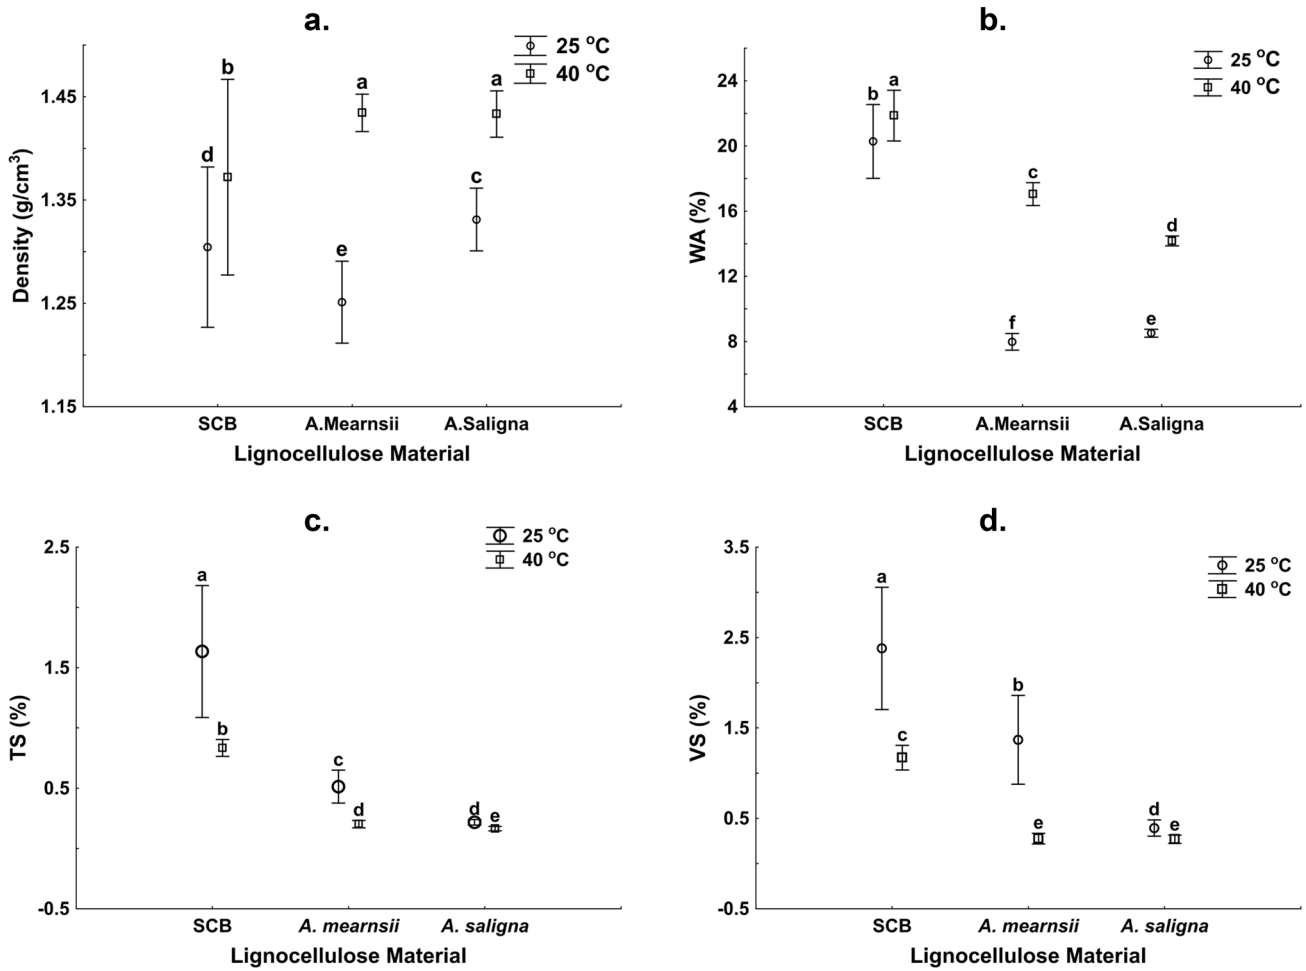 a.
25 °C
40 °C
Density (g/cm³)
1.45
1.35
1.25
1.15
d
b
e
a
c
a
SCB
A.Mearnsii
A.Saligna
Lignocellulose Material
b.
25 °C
40 °C
WA (%)
24
20
16
12
8
4
b
a
f
c
e
d
SCB
A.Mearnsii
A.Saligna
Lignocellulose Material
c.
25 °C
40 °C
TS (%)
2.5
1.5
0.5
-0.5
a
b
c
d
d
e
SCB
A. mearnsii
A. saligna
Lignocellulose Material
d.
25 °C
40 °C
VS (%)
3.5
2.5
1.5
0.5
-0.5
a
c
b
e
d
e
SCB
A. mearnsii
A. saligna
Lignocellulose Material